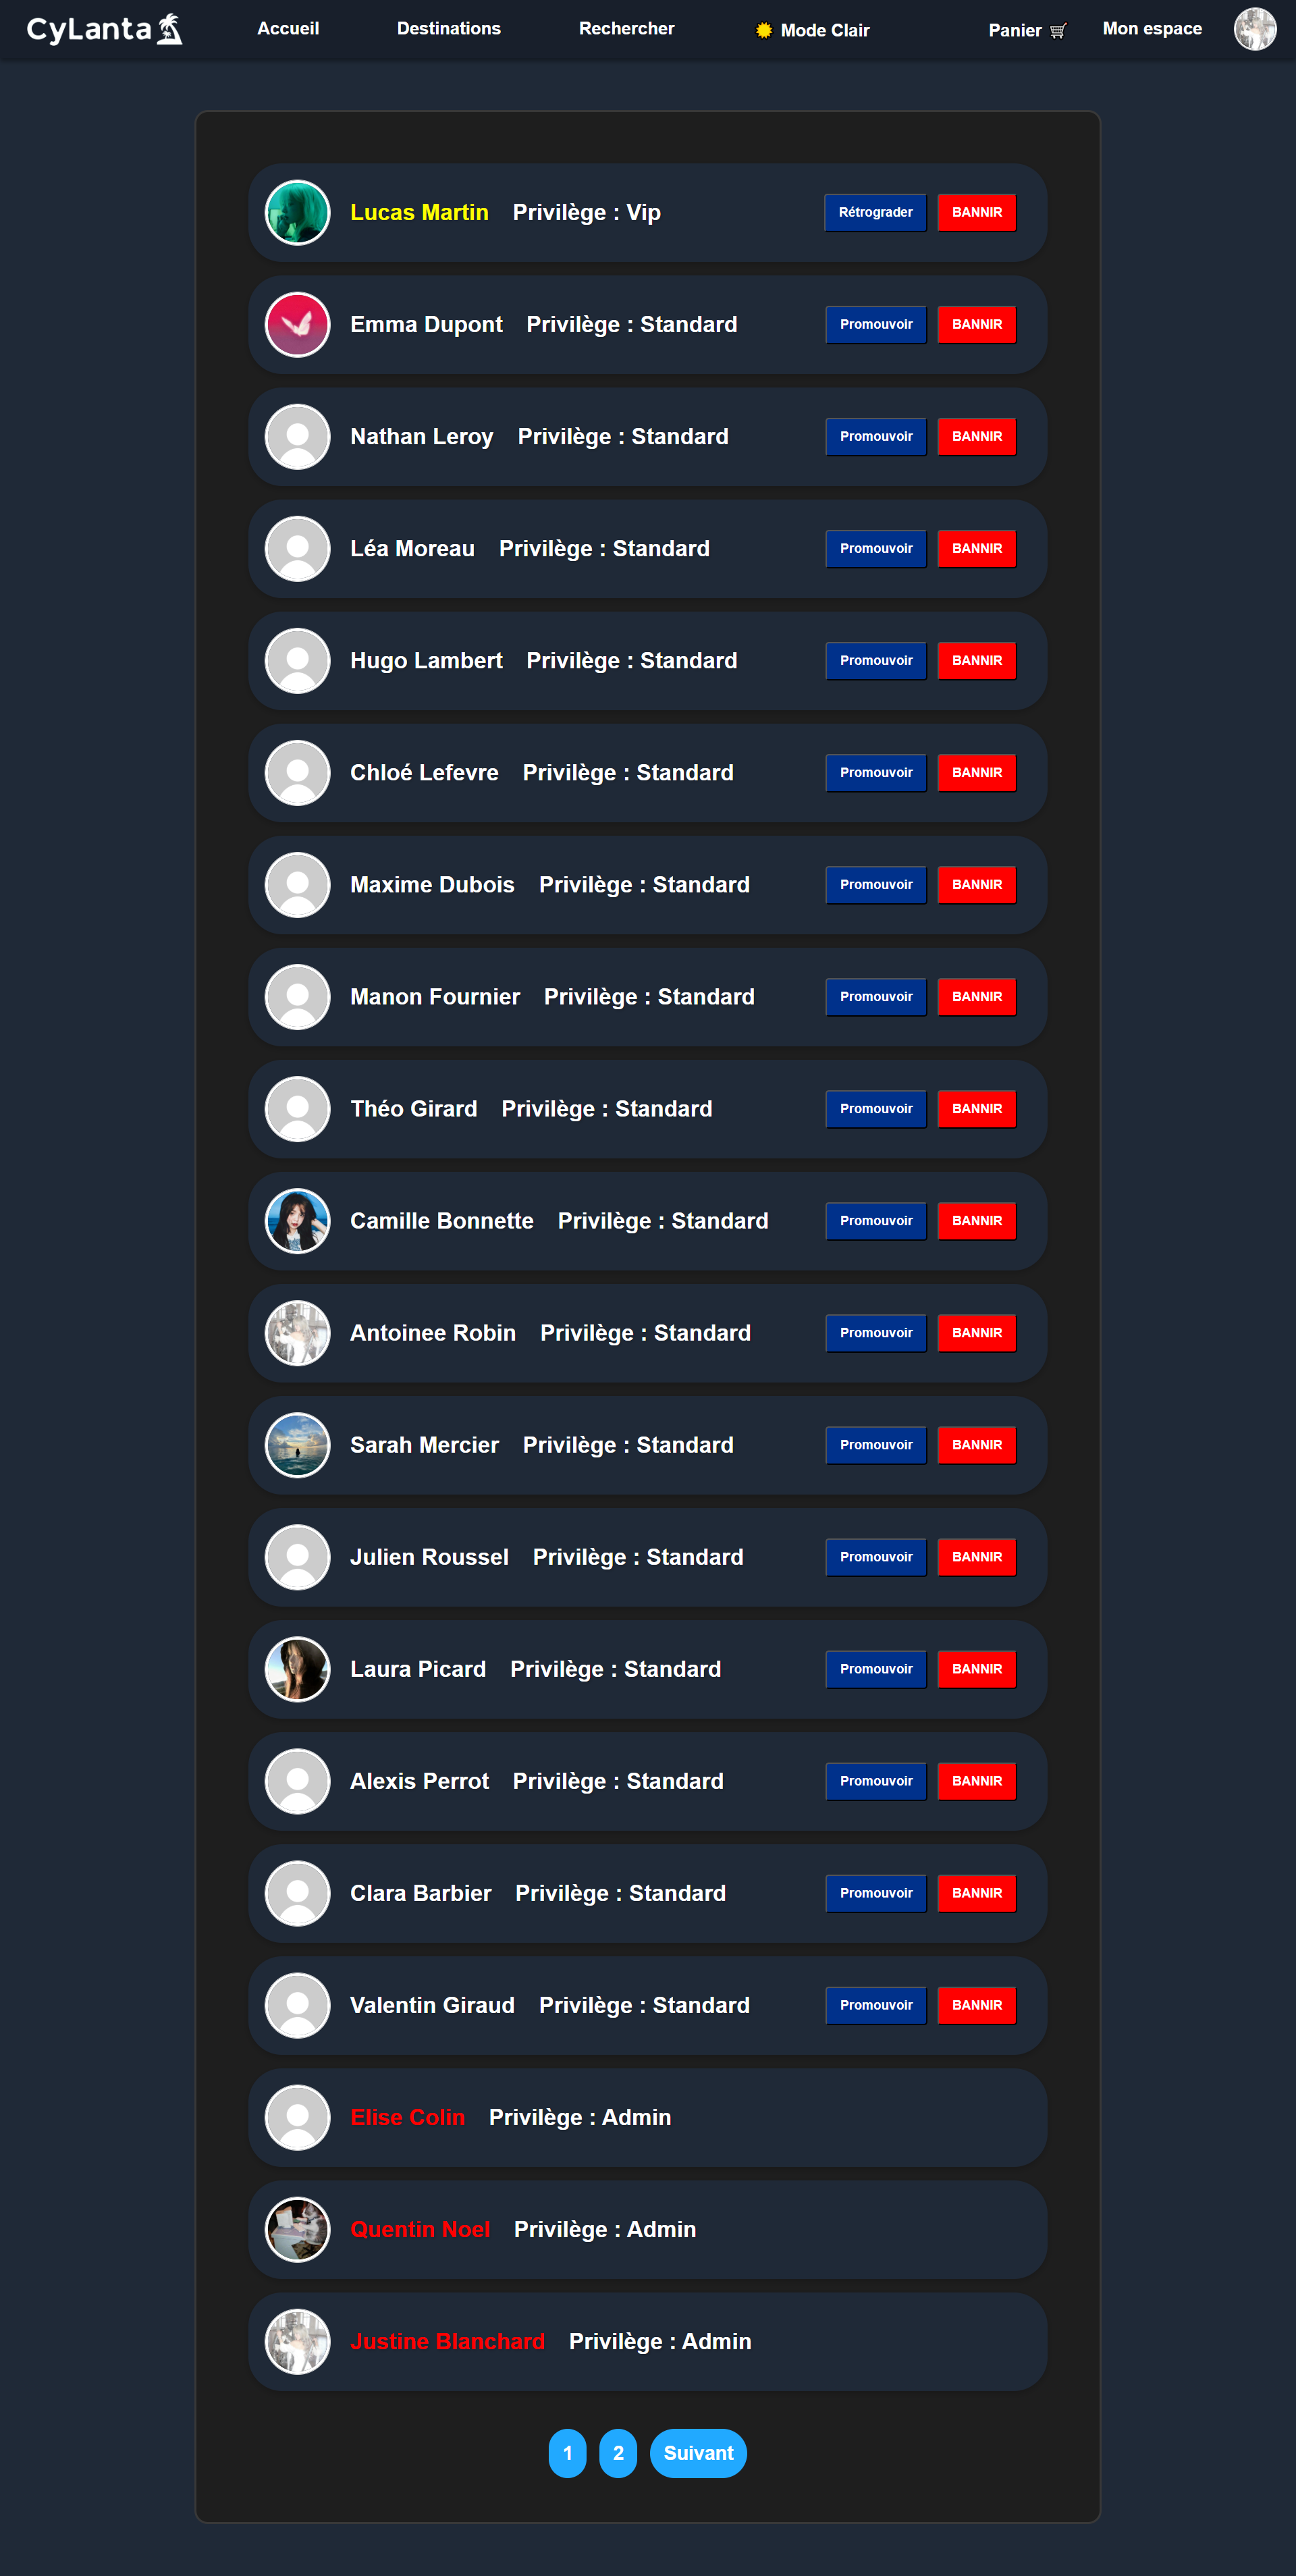 CyLanta Accueil Destinations Rechercher Mode Clair Panier Mon espace
Lucas Martin Privilège : Vip Rétrograder BANNIR
Emma Dupont Privilège : Standard Promouvoir BANNIR
Nathan Leroy Privilège : Standard Promouvoir BANNIR
Léa Moreau Privilège : Standard Promouvoir BANNIR
Hugo Lambert Privilège : Standard Promouvoir BANNIR
Chloé Lefevre Privilège : Standard Promouvoir BANNIR
Maxime Dubois Privilège : Standard Promouvoir BANNIR
Manon Fournier Privilège : Standard Promouvoir BANNIR
Théo Girard Privilège : Standard Promouvoir BANNIR
Camille Bonnette Privilège : Standard Promouvoir BANNIR
Antoinee Robin Privilège : Standard Promouvoir BANNIR
Sarah Mercier Privilège : Standard Promouvoir BANNIR
Julien Roussel Privilège : Standard Promouvoir BANNIR
Laura Picard Privilège : Standard Promouvoir BANNIR
Alexis Perrot Privilège : Standard Promouvoir BANNIR
Clara Barbier Privilège : Standard Promouvoir BANNIR
Valentin Giraud Privilège : Standard Promouvoir BANNIR
Elise Colin Privilège : Admin
Quentin Noel Privilège : Admin
Justine Blanchard Privilège : Admin
1 2 Suivant